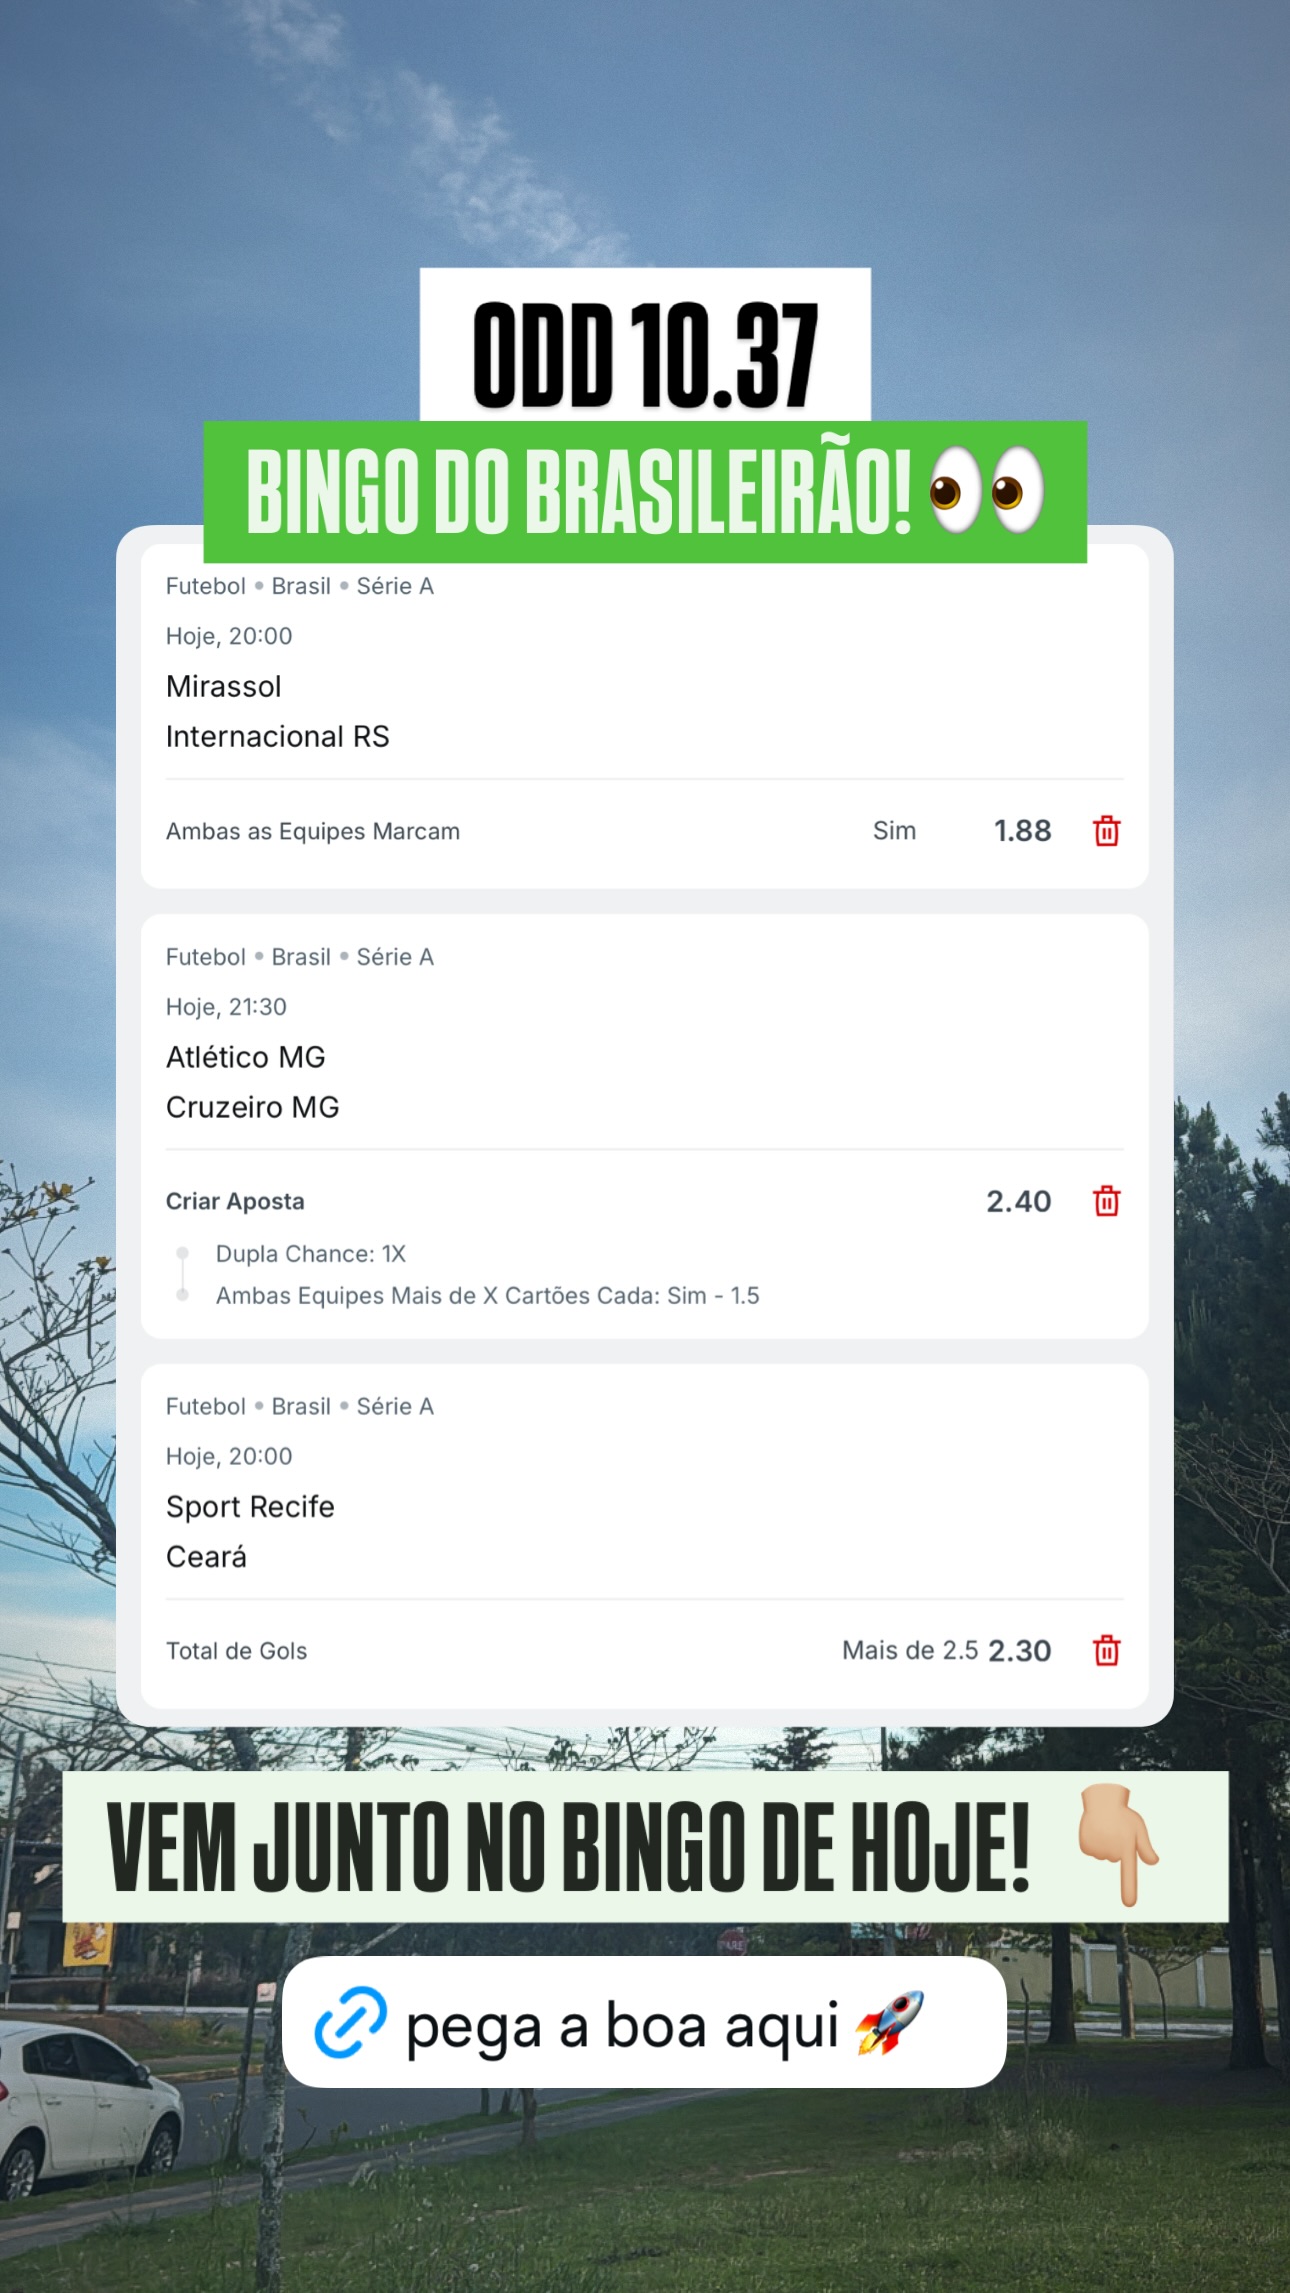 ODD 10.37
BINGO DO BRASILEIRÃO! 👀
Futebol • Brasil • Série A
Hoje, 20:00
Mirassol
Internacional RS
Ambas as Equipes Marcam Sim 1.88
Futebol • Brasil • Série A
Hoje, 21:30
Atlético MG
Cruzeiro MG
Criar Aposta 2.40
Dupla Chance: 1X
Ambas Equipes Mais de X Cartões Cada: Sim - 1.5
Futebol • Brasil • Série A
Hoje, 20:00
Sport Recife
Ceará
Total de Gols Mais de 2.5 2.30
VEM JUNTO NO BINGO DE HOJE! 👇🏼
pega a boa aqui 🚀